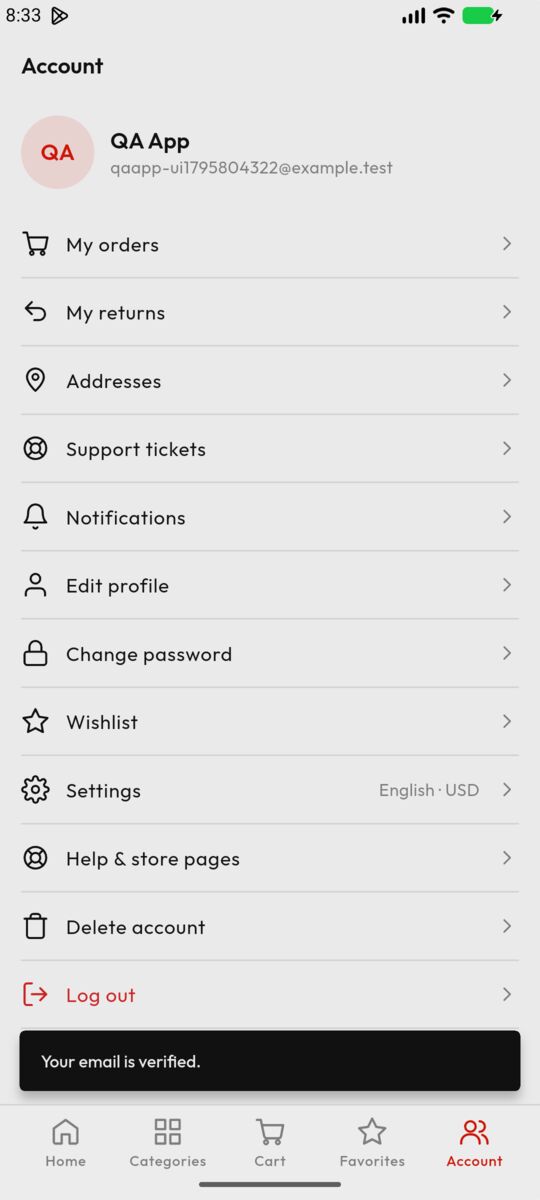 8:33
Account
QA
QA App
qaapp-ui1795804322@example.test
My orders
My returns
Addresses
Support tickets
Notifications
Edit profile
Change password
Wishlist
Settings English · USD
Help & store pages
Delete account
Log out
Your email is verified.
Home Categories Cart Favorites Account